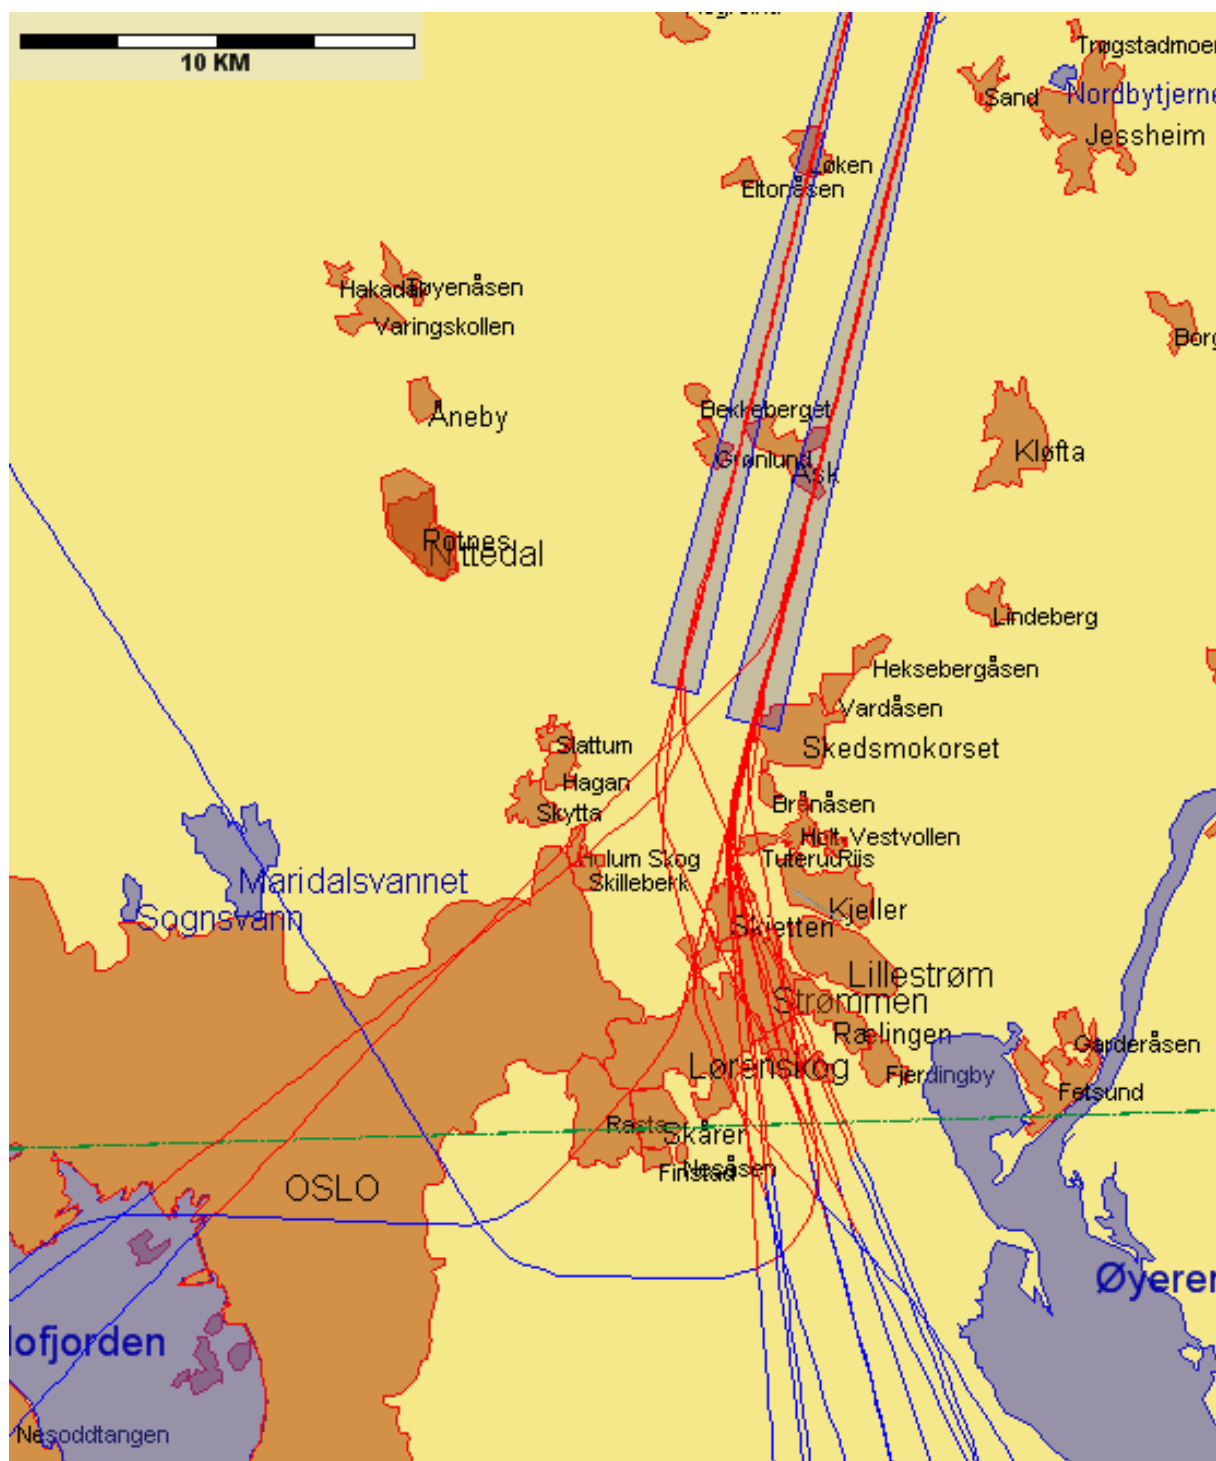 10 KM
Trøgstadmoen
Sand
Nordbytjerne
Jessheim
Løken
Eltonåsen
Hakadal
Tøyenåsen
Varingskollen
Borg
Åneby
Bekkeberget
Grønlund
Ask
Kløfta
Rotnes
Nittedal
Lindeberg
Heksebergåsen
Vardåsen
Slattum
Skedsmokorset
Hagan
Skytta
Brånåsen
Holt-Vestvollen
Hulum Skog
Tuterud
Riis
Skillebekk
Maridalsvannet
Sognsvann
Kjeller
Skjetten
Lillestrøm
Strømmen
Rælingen
Garderåsen
Lørenskog
Fjerdingby
Fetsund
Rasta
Skårer
Nesåsen
Finstad
OSLO
Øyeren
lofjorden
Nesoddtangen